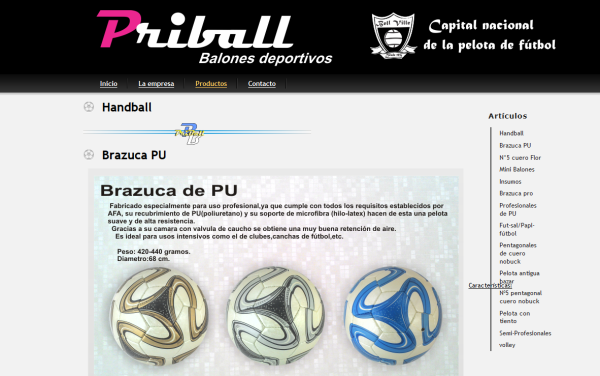 Priball
Balones deportivos
Bell Ville
Capital nacional
de la pelota de fútbol
Inicio
La empresa
Productos
Contacto
Handball
Brazuca PU
Brazuca de PU
Fabricado especialmente para uso profesional,ya que cumple con todos los requisitos establecidos por
AFA, su recubrimiento de PU(poliuretano) y su soporte de microfibra (hilo-latex) hacen de esta una pelota
suave y de alta resistencia.
Gracias a su camara con valvula de caucho se obtiene una muy buena retención de aire.
Es ideal para usos intensivos como el de clubes,canchas de fútbol,etc.
Peso: 420-440 gramos.
Diametro:68 cm.
Artículos
Handball
Brazuca PU
N°5 cuero Flor
Mini Balones
Insumos
Brazuca pro
Profesionales
de PU
Fut-sal/Papi-
fútbol
Pentagonales
de cuero
nobuck
Pelota antigua
bazar
Características:
N°5 pentagonal
cuero nobuck
Pelota con
tiento
Semi-Profesionales
volley